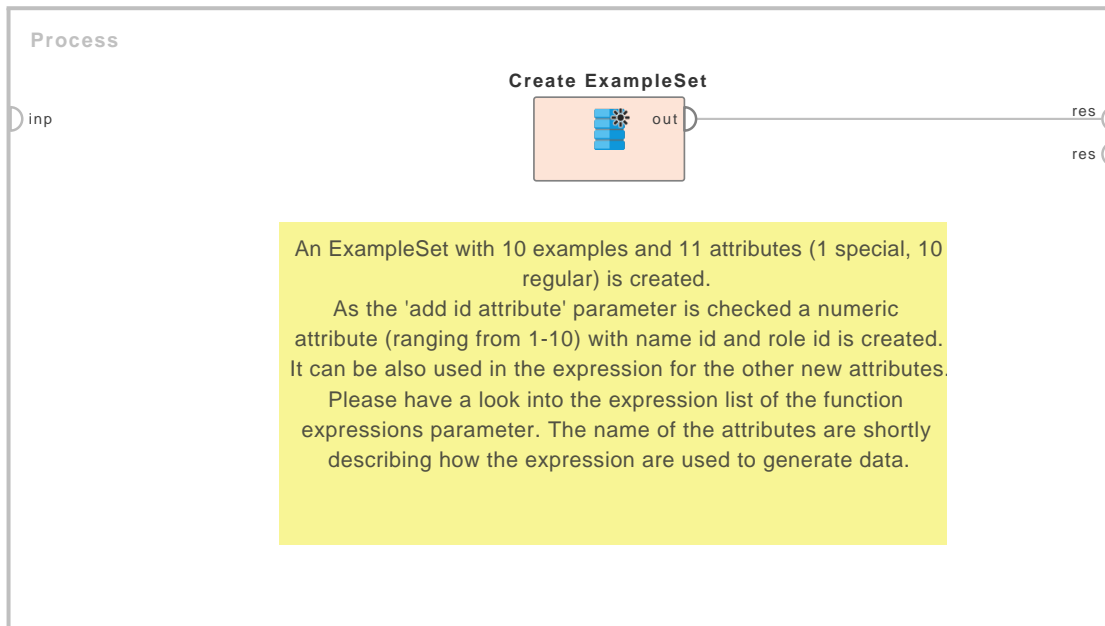 Process
Create ExampleSet
inp
out
res
res
An ExampleSet with 10 examples and 11 attributes (1 special, 10
regular) is created.
As the 'add id attribute' parameter is checked a numeric
attribute (ranging from 1-10) with name id and role id is created.
It can be also used in the expression for the other new attributes.
Please have a look into the expression list of the function
expressions parameter. The name of the attributes are shortly
describing how the expression are used to generate data.